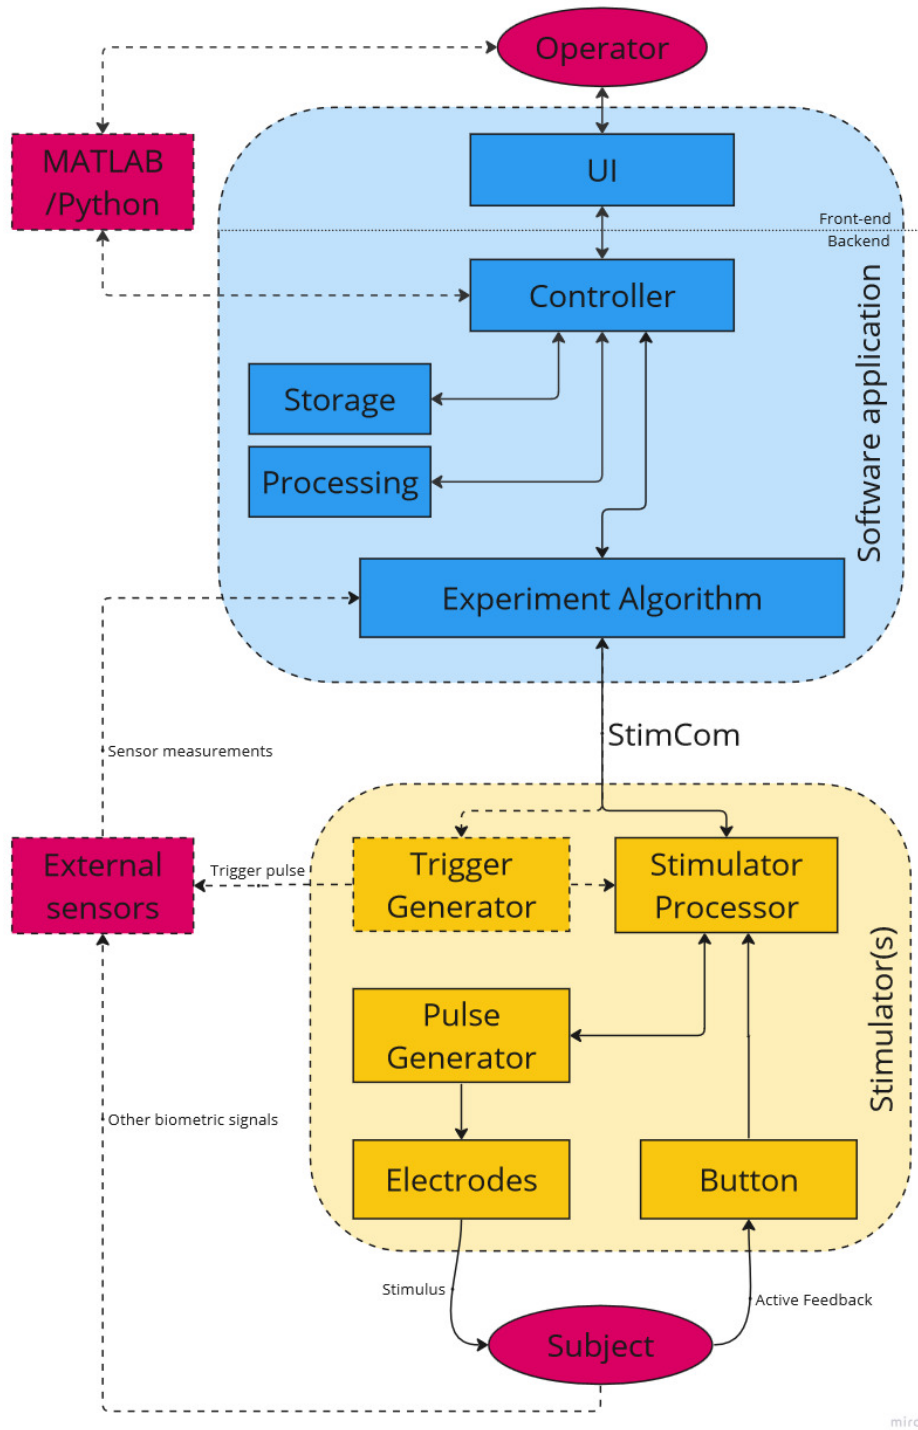 Operator
MATLAB
/Python
UI
Front-end
Backend
Controller
Software application
Storage
Processing
Experiment Algorithm
StimCom
Sensor measurements
External
sensors
Trigger pulse
Trigger
Generator
Stimulator
Processor
Stimulator(s)
Pulse
Generator
Other biometric signals
Electrodes
Button
Stimulus
Active Feedback
Subject